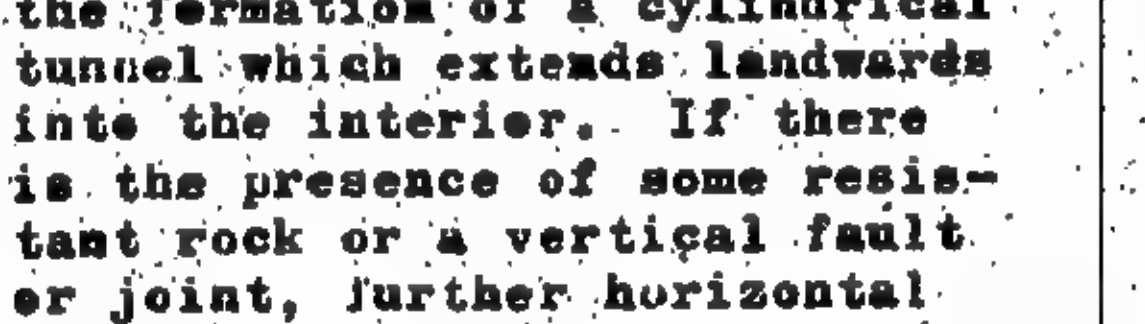 the formation of a cylindrical
tunnel which extends landwards
into the interior. If there
is the presence of some resis-
tant rock or a vertical fault
or joint, further horizontal